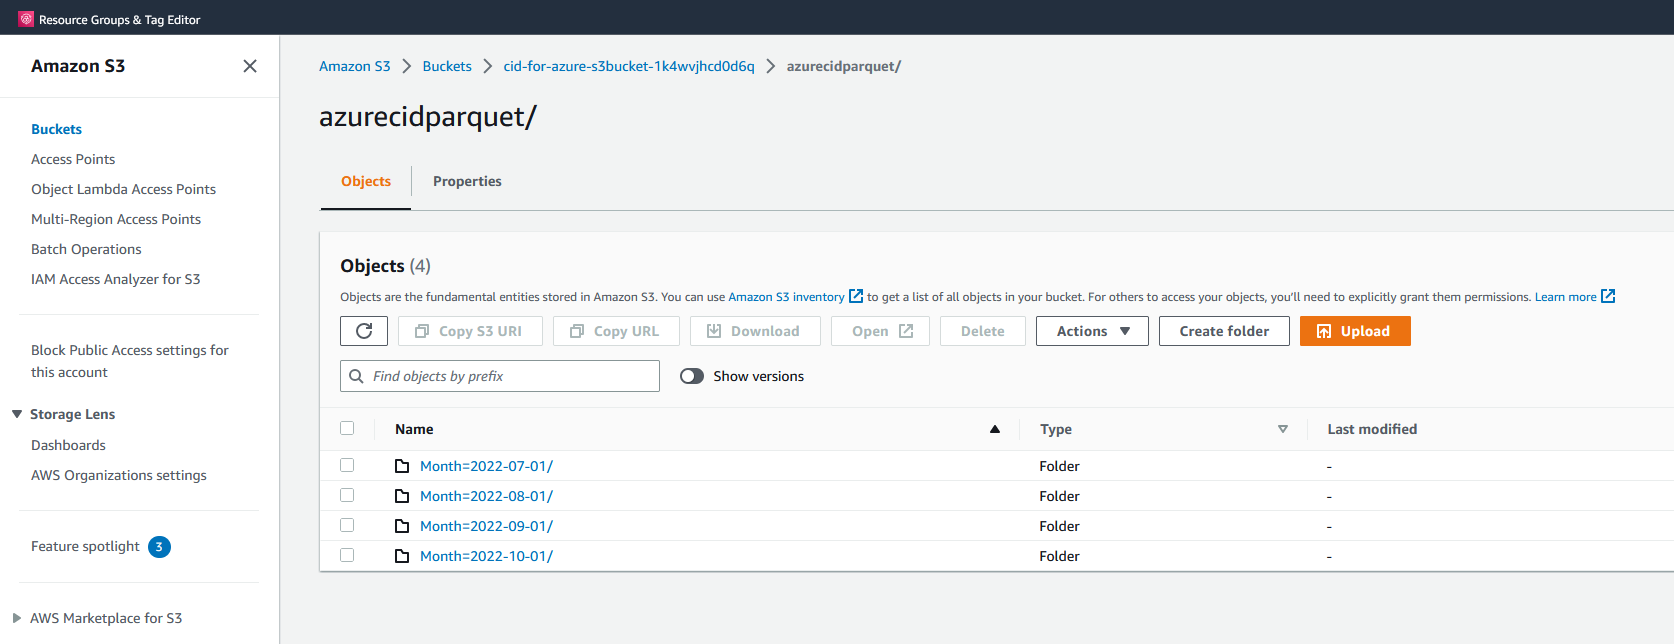 Resource Groups & Tag Editor
Amazon S3
Buckets
Access Points
Object Lambda Access Points
Multi-Region Access Points
Batch Operations
IAM Access Analyzer for S3
Block Public Access settings for
this account
Storage Lens
Dashboards
AWS Organizations settings
Feature spotlight 3
AWS Marketplace for S3
Amazon S3 Buckets cid-for-azure-s3bucket-1k4wvjhcd0d6q azurecidparquet/
azurecidparquet/
Objects Properties
Objects (4)
Objects are the fundamental entities stored in Amazon S3. You can use Amazon S3 inventory to get a list of all objects in your bucket. For others to access your objects, you'll need to explicitly grant them permissions. Learn more
Copy S3 URI Copy URL Download Open Delete Actions Create folder Upload
Find objects by prefix Show versions
Name Type Last modified
Month=2022-07-01/ Folder -
Month=2022-08-01/ Folder -
Month=2022-09-01/ Folder -
Month=2022-10-01/ Folder -